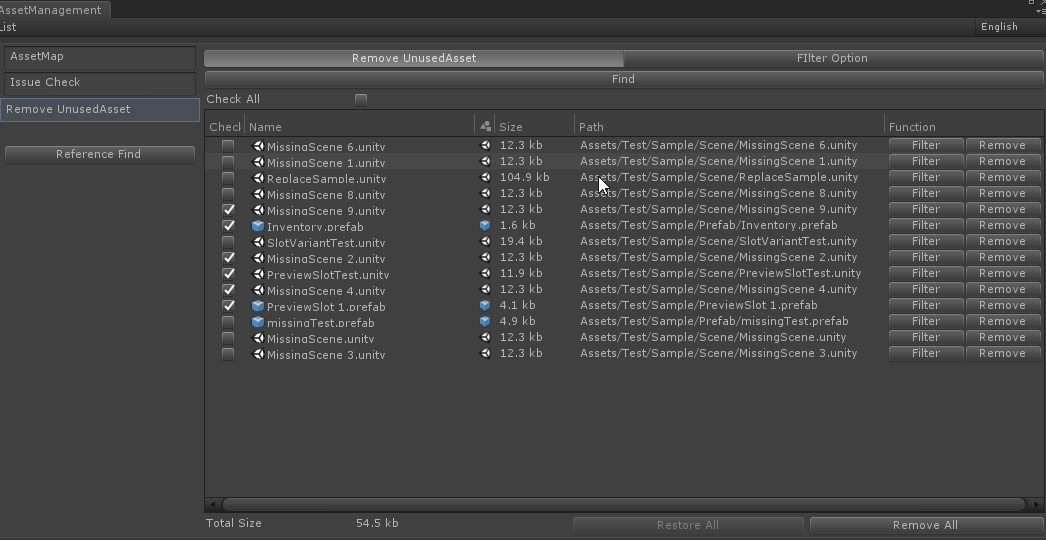 AssetManagement
List English
AssetMap
Issue Check
Remove UnusedAsset
Reference Find
Remove UnusedAsset FIlter Option
Find
Check All
Check Name Size Path Function
MissingScene 6.unity 12.3 kb Assets/Test/Sample/Scene/MissingScene 6.unity Filter Remove
MissingScene 1.unity 12.3 kb Assets/Test/Sample/Scene/MissingScene 1.unity Filter Remove
ReplaceSample.unity 104.9 kb Assets/Test/Sample/Scene/ReplaceSample.unity Filter Remove
MissingScene 8.unity 12.3 kb Assets/Test/Sample/Scene/MissingScene 8.unity Filter Remove
MissingScene 9.unity 12.3 kb Assets/Test/Sample/Scene/MissingScene 9.unity Filter Remove
Inventory.prefab 1.6 kb Assets/Test/Sample/Prefab/Inventory.prefab Filter Remove
SlotVariantTest.unity 19.4 kb Assets/Test/Sample/Scene/SlotVariantTest.unity Filter Remove
MissingScene 2.unity 12.3 kb Assets/Test/Sample/Scene/MissingScene 2.unity Filter Remove
PreviewSlotTest.unity 11.9 kb Assets/Test/Sample/Scene/PreviewSlotTest.unity Filter Remove
MissingScene 4.unity 12.3 kb Assets/Test/Sample/Scene/MissingScene 4.unity Filter Remove
PreviewSlot 1.prefab 4.1 kb Assets/Test/Sample/PreviewSlot 1.prefab Filter Remove
missingTest.prefab 4.9 kb Assets/Test/Sample/Prefab/missingTest.prefab Filter Remove
MissingScene.unity 12.3 kb Assets/Test/Sample/Scene/MissingScene.unity Filter Remove
MissingScene 3.unity 12.3 kb Assets/Test/Sample/Scene/MissingScene 3.unity Filter Remove
Total Size 54.5 kb Restore All Remove All